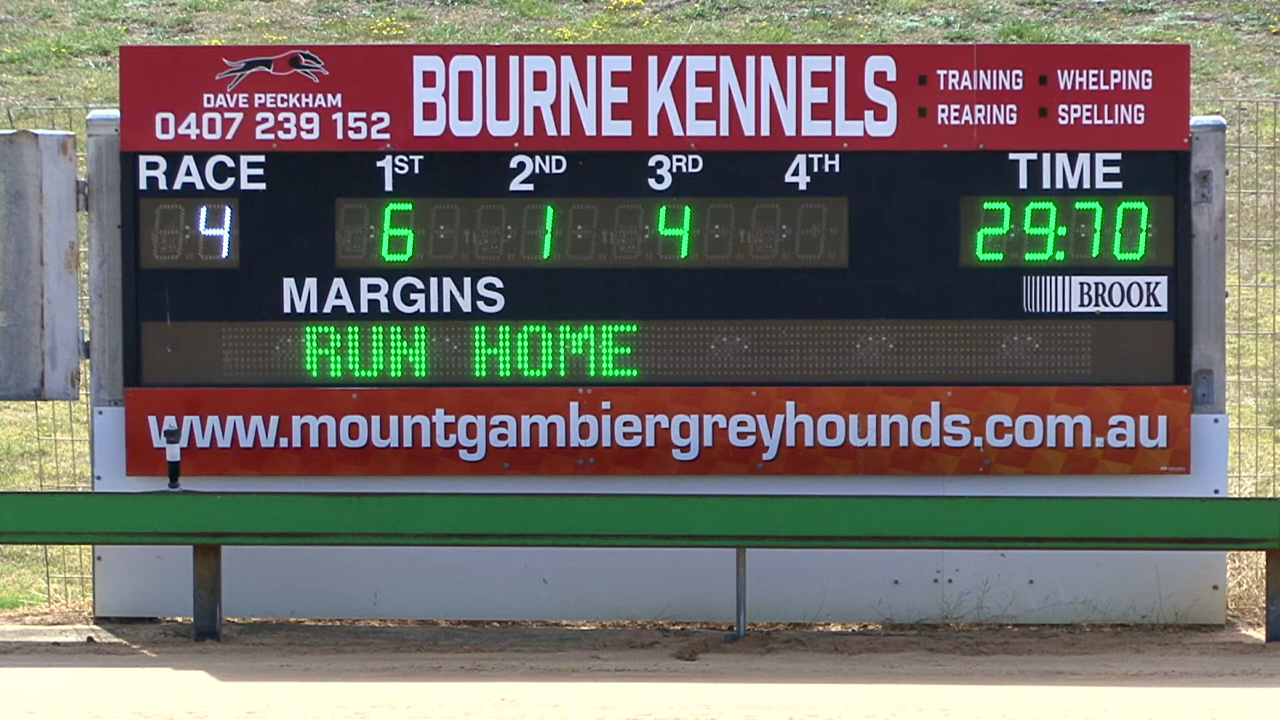 BOURNE KENNELS
DAVE PECKHAM
0407 239 152
TRAINING WHELPING
REARING SPELLING
RACE 1ST 2ND 3RD 4TH TIME
4 6 1 4 29:70
MARGINS
BROOK
RUN HOME
www.mountgambiergreyhounds.com.au